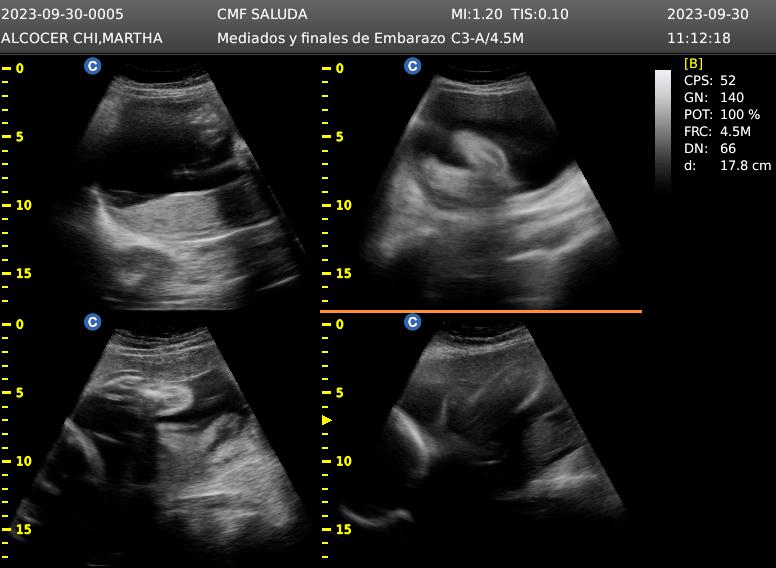 2023-09-30-0005 CMF SALUDA MI:1.20 TIS:0.10 2023-09-30
ALCOCER CHI,MARTHA Mediados y finales de Embarazo C3-A/4.5M 11:12:18
[B]
CPS: 52
GN: 140
POT: 100 %
FRC: 4.5M
DN: 66
d: 17.8 cm
C C
0 0
5 5
10 10
15 15
C C
0 0
5 5
10 10
15 15